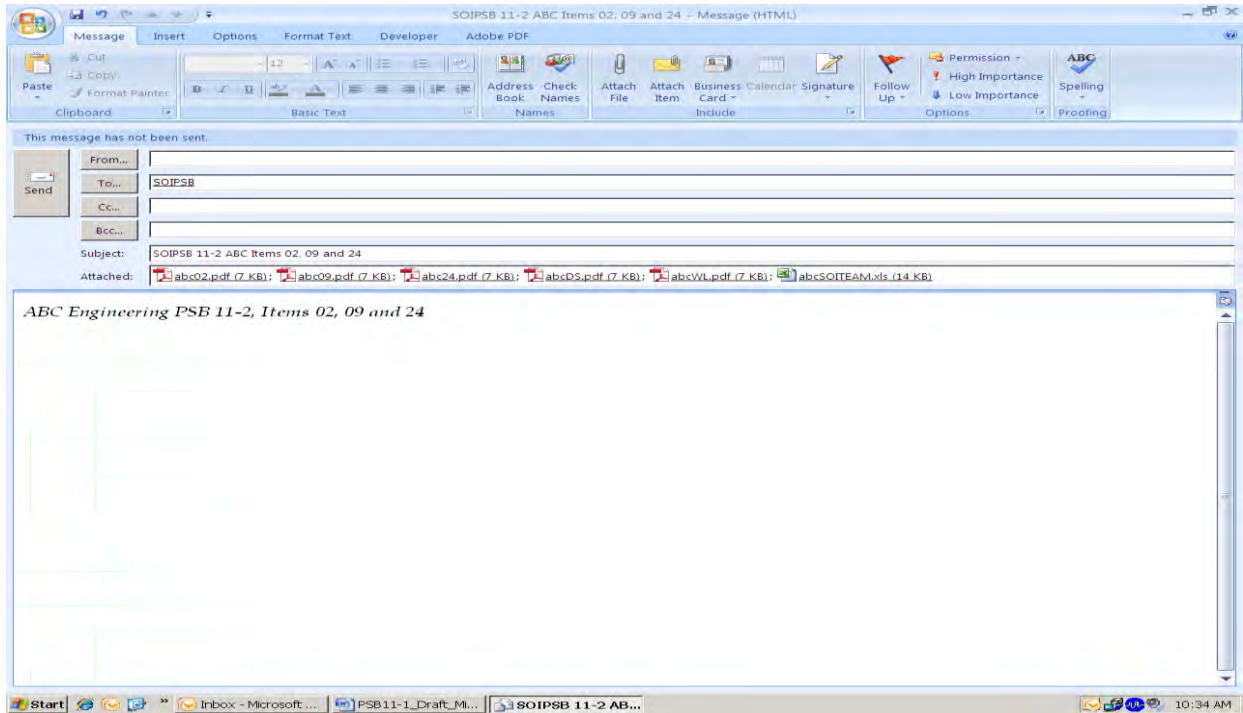 SOIPSB 11-2 ABC Items 02, 09 and 24 - Message (HTML)
Message Insert Options Format Text Developer Adobe PDF
Paste
Cut
Copy
Format Painter
Clipboard
12
B I U
Basic Text
Address Book
Check Names
Names
Attach File
Attach Item
Business Card
Calendar
Signature
Include
Follow Up
Permission
High Importance
Low Importance
Options
ABC
Spelling
Proofing
This message has not been sent.
Send
From...
To... SOIPSB
Cc...
Bcc...
Subject: SOIPSB 11-2 ABC Items 02, 09 and 24
Attached: abc02.pdf (7 KB); abc09.pdf (7 KB); abc24.pdf (7 KB); abcDS.pdf (7 KB); abcWL.pdf (7 KB); abcSOITEAM.xls (14 KB)
ABC Engineering PSB 11-2, Items 02, 09 and 24
Start » Inbox - Microsoft ... PSB11-1_Draft_Mi... SOIPSB 11-2 AB... 10:34 AM